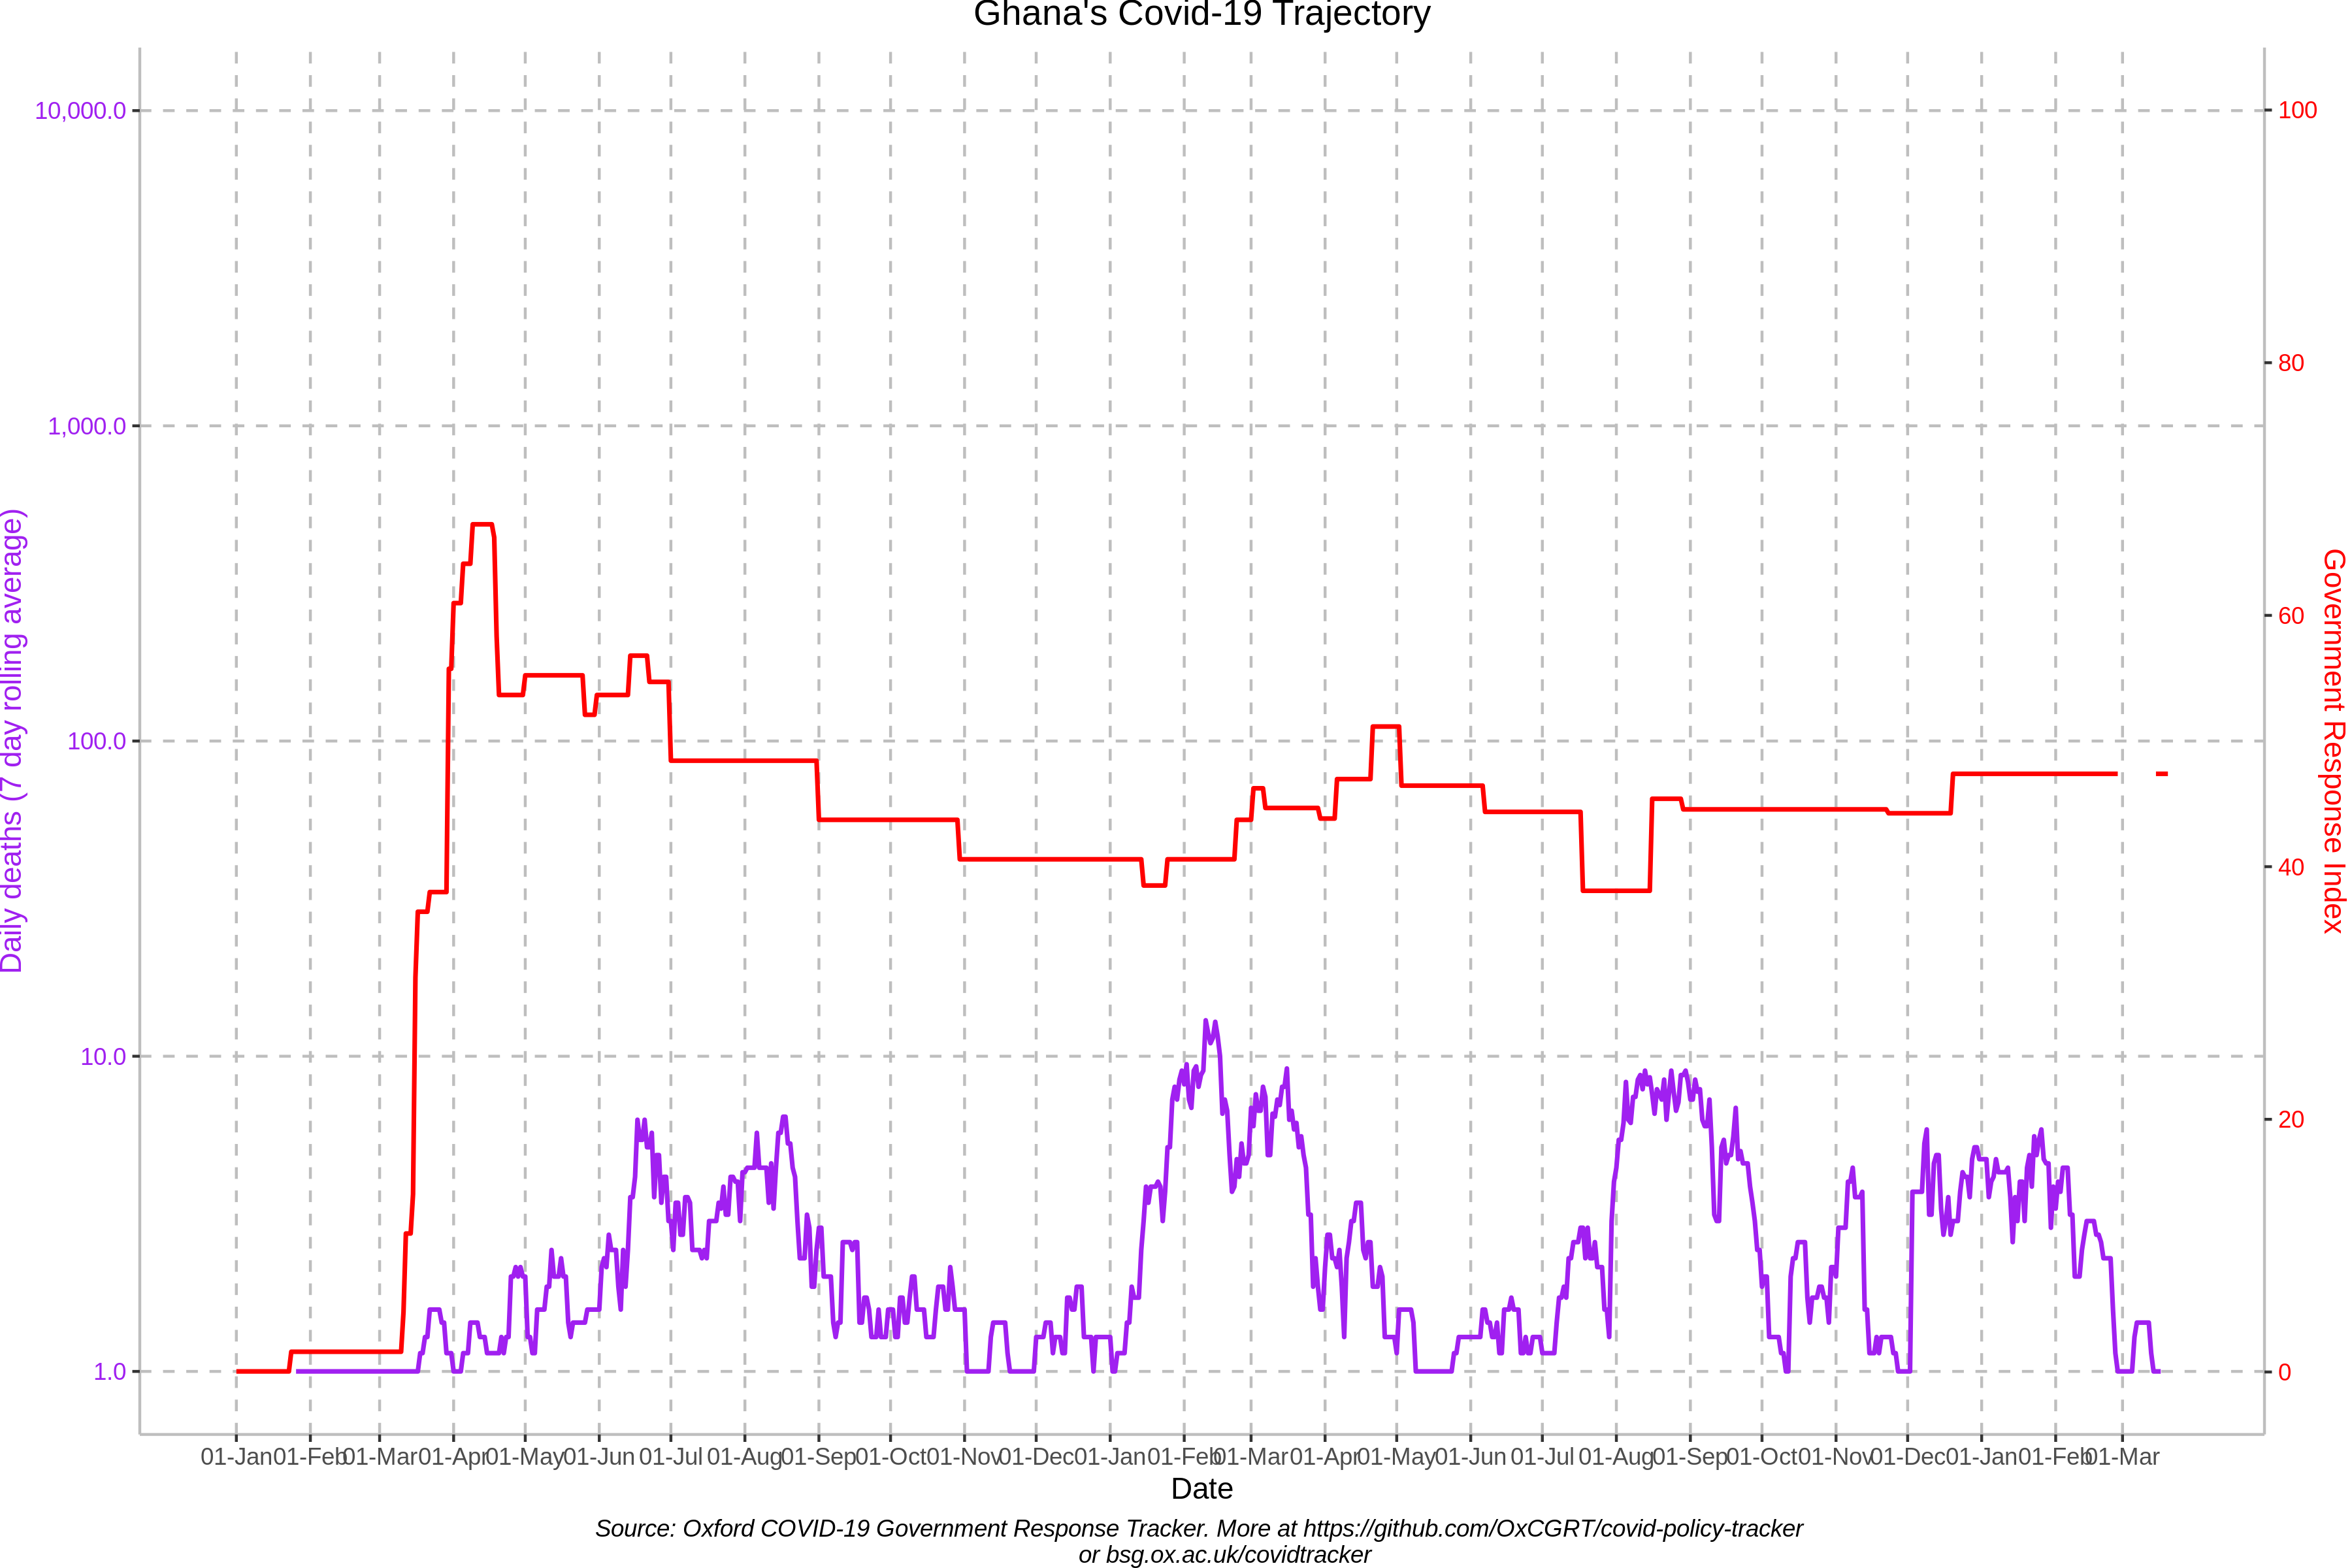 Ghana's Covid-19 Trajectory
10,000.0
1,000.0
100.0
10.0
1.0
Daily deaths (7 day rolling average)
100
80
60
40
20
0
Government Response Index
01-Jan 01-Feb 01-Mar 01-Apr 01-May 01-Jun 01-Jul 01-Aug 01-Sep 01-Oct 01-Nov 01-Dec 01-Jan 01-Feb 01-Mar 01-Apr 01-May 01-Jun 01-Jul 01-Aug 01-Sep 01-Oct 01-Nov 01-Dec 01-Jan 01-Feb 01-Mar
Date
Source: Oxford COVID-19 Government Response Tracker. More at https://github.com/OxCGRT/covid-policy-tracker
or bsg.ox.ac.uk/covidtracker